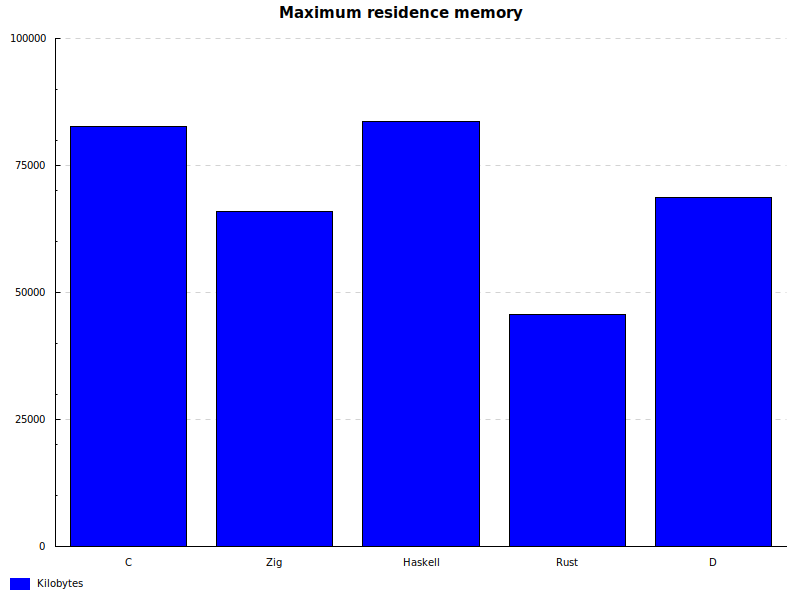 Maximum residence memory
100000
75000
50000
25000
0
C Zig Haskell Rust D
Kilobytes